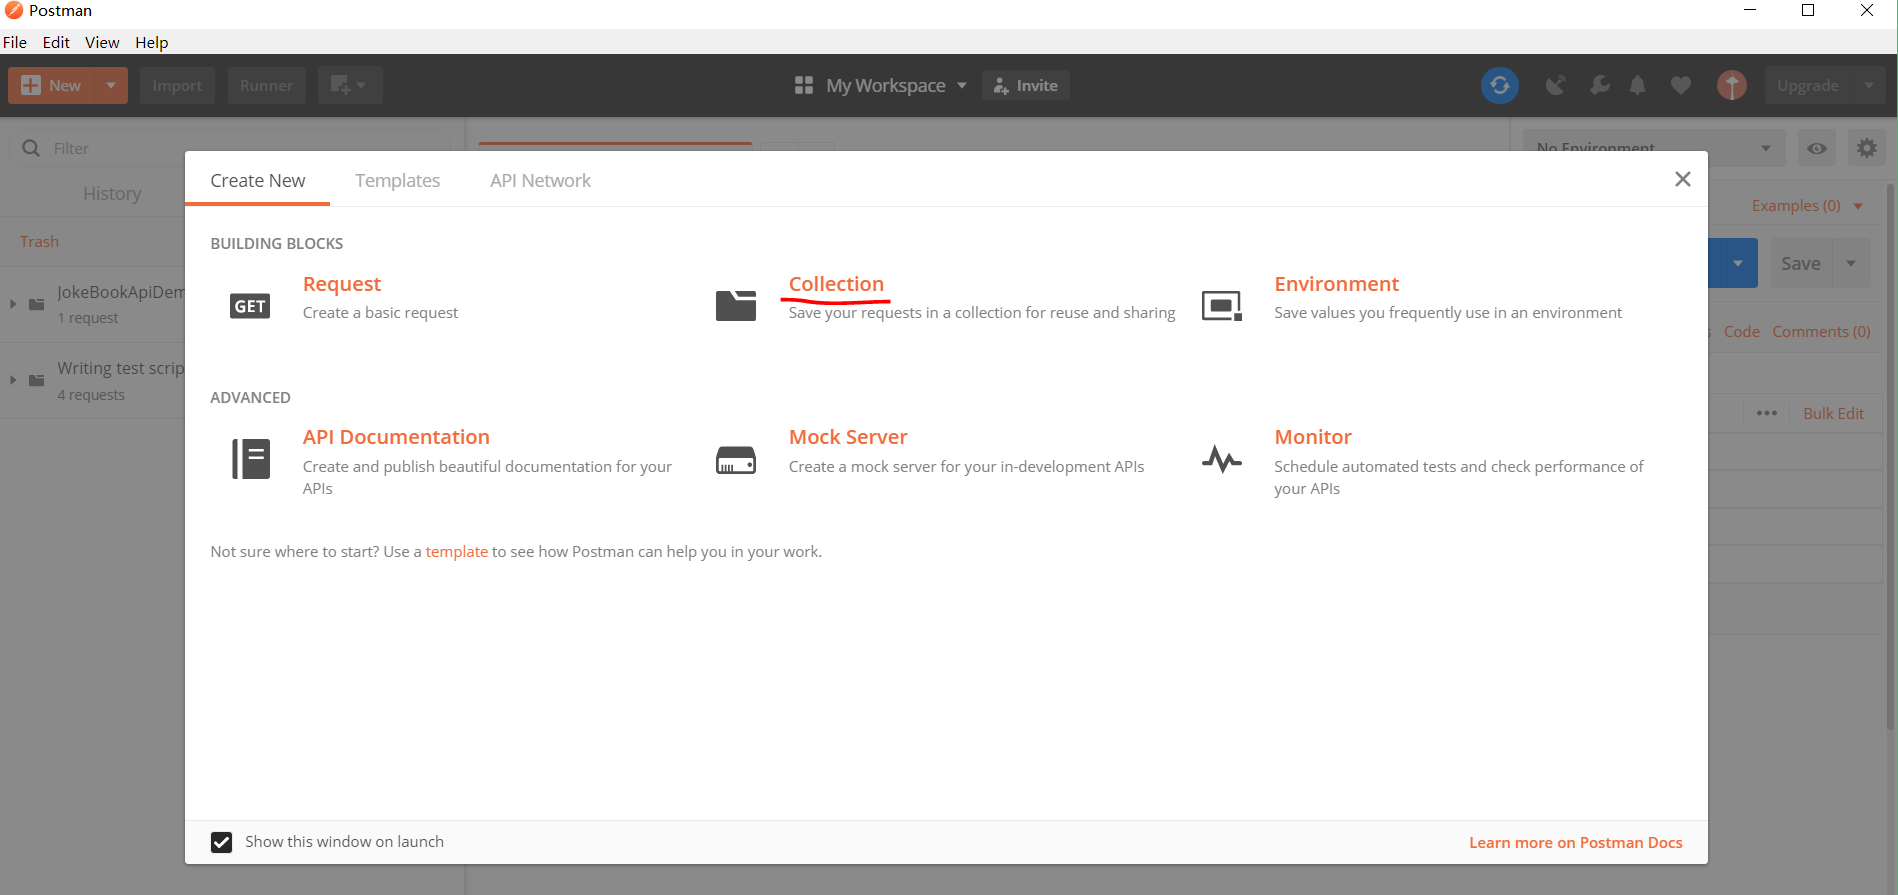 Postman
File Edit View Help
New Import Runner My Workspace Invite Upgrade
Filter
No Environment
History
Trash
JokeBookApiDem
1 request
Writing test scrip
4 requests
Create New Templates API Network
BUILDING BLOCKS
GET
Request
Create a basic request
Collection
Save your requests in a collection for reuse and sharing
Environment
Save values you frequently use in an environment
ADVANCED
API Documentation
Create and publish beautiful documentation for your
APIs
Mock Server
Create a mock server for your in-development APIs
Monitor
Schedule automated tests and check performance of
your APIs
Not sure where to start? Use a template to see how Postman can help you in your work.
Show this window on launch
Learn more on Postman Docs
Examples (0)
Save
s Code Comments (0)
Bulk Edit